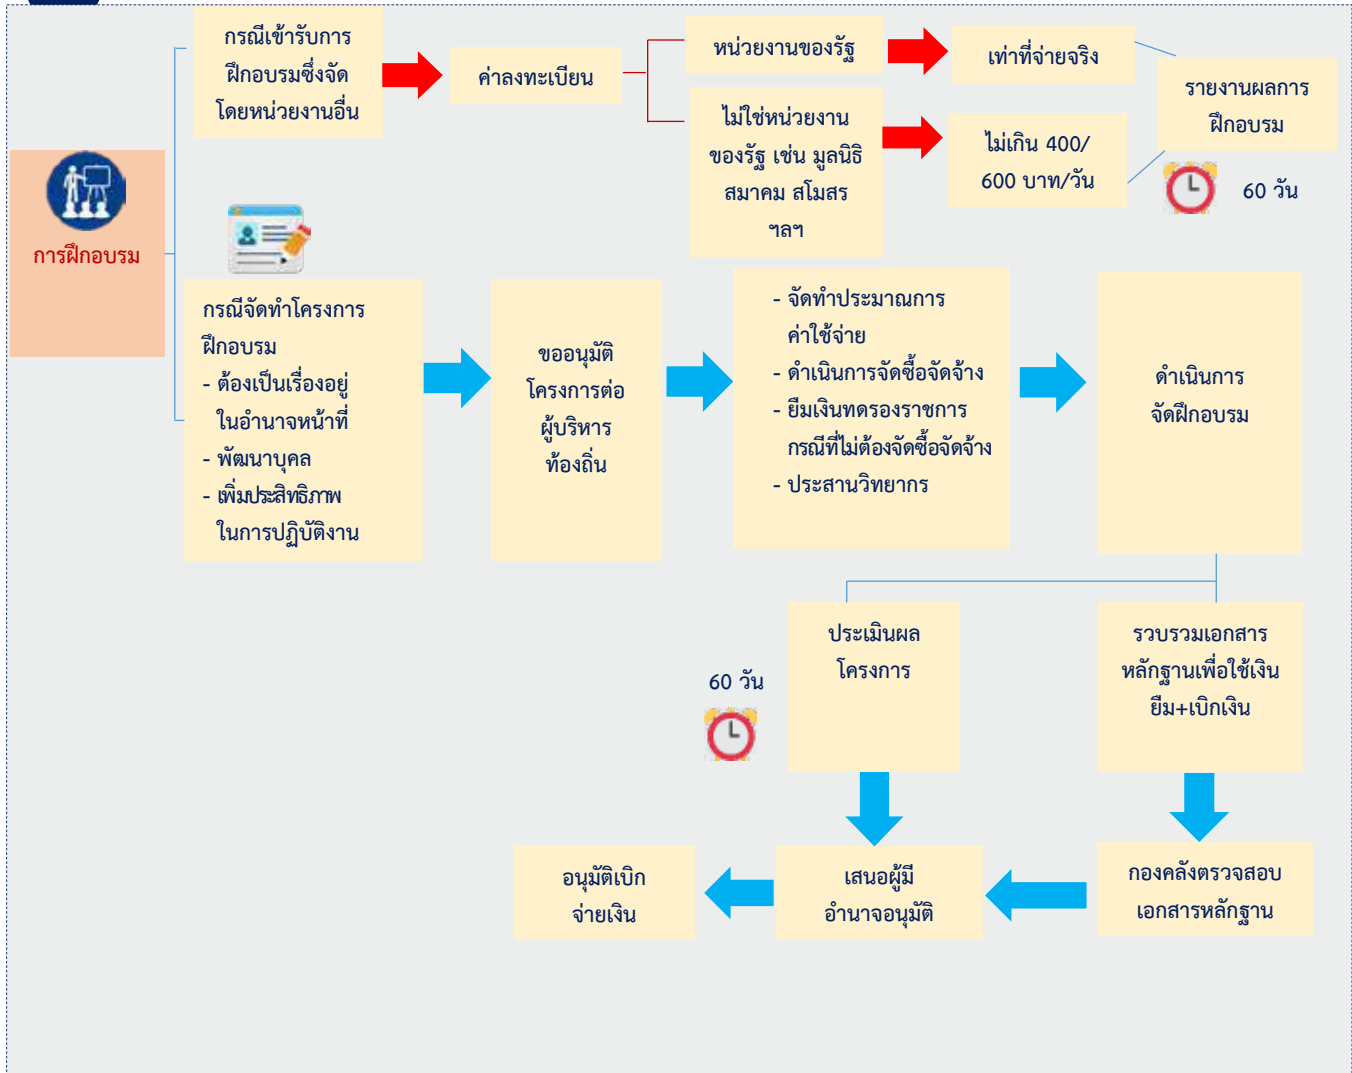 การฝึกอบรม
กรณีเข้ารับการ
ฝึกอบรมซึ่งจัด
โดยหน่วยงานอื่น
ค่าลงทะเบียน
หน่วยงานของรัฐ
เท่าที่จ่ายจริง
ไม่ใช่หน่วยงาน
ของรัฐ เช่น มูลนิธิ
สมาคม สโมสร
ฯลฯ
ไม่เกิน 400/
600 บาท/วัน
รายงานผลการ
ฝึกอบรม
60 วัน
กรณีจัดทำโครงการ
ฝึกอบรม
- ต้องเป็นเรื่องอยู่
ในอำนาจหน้าที่
- พัฒนาบุคล
- เพิ่มประสิทธิภาพ
ในการปฏิบัติงาน
ขออนุมัติ
โครงการต่อ
ผู้บริหาร
ท้องถิ่น
- จัดทำประมาณการ
ค่าใช้จ่าย
- ดำเนินการจัดซื้อจัดจ้าง
- ยืมเงินทดรองราชการ
กรณีที่ไม่ต้องจัดซื้อจัดจ้าง
- ประสานวิทยากร
ดำเนินการ
จัดฝึกอบรม
ประเมินผล
โครงการ
60 วัน
รวบรวมเอกสาร
หลักฐานเพื่อใช้เงิน
ยืม+เบิกเงิน
กองคลังตรวจสอบ
เอกสารหลักฐาน
เสนอผู้มี
อำนาจอนุมัติ
อนุมัติเบิก
จ่ายเงิน